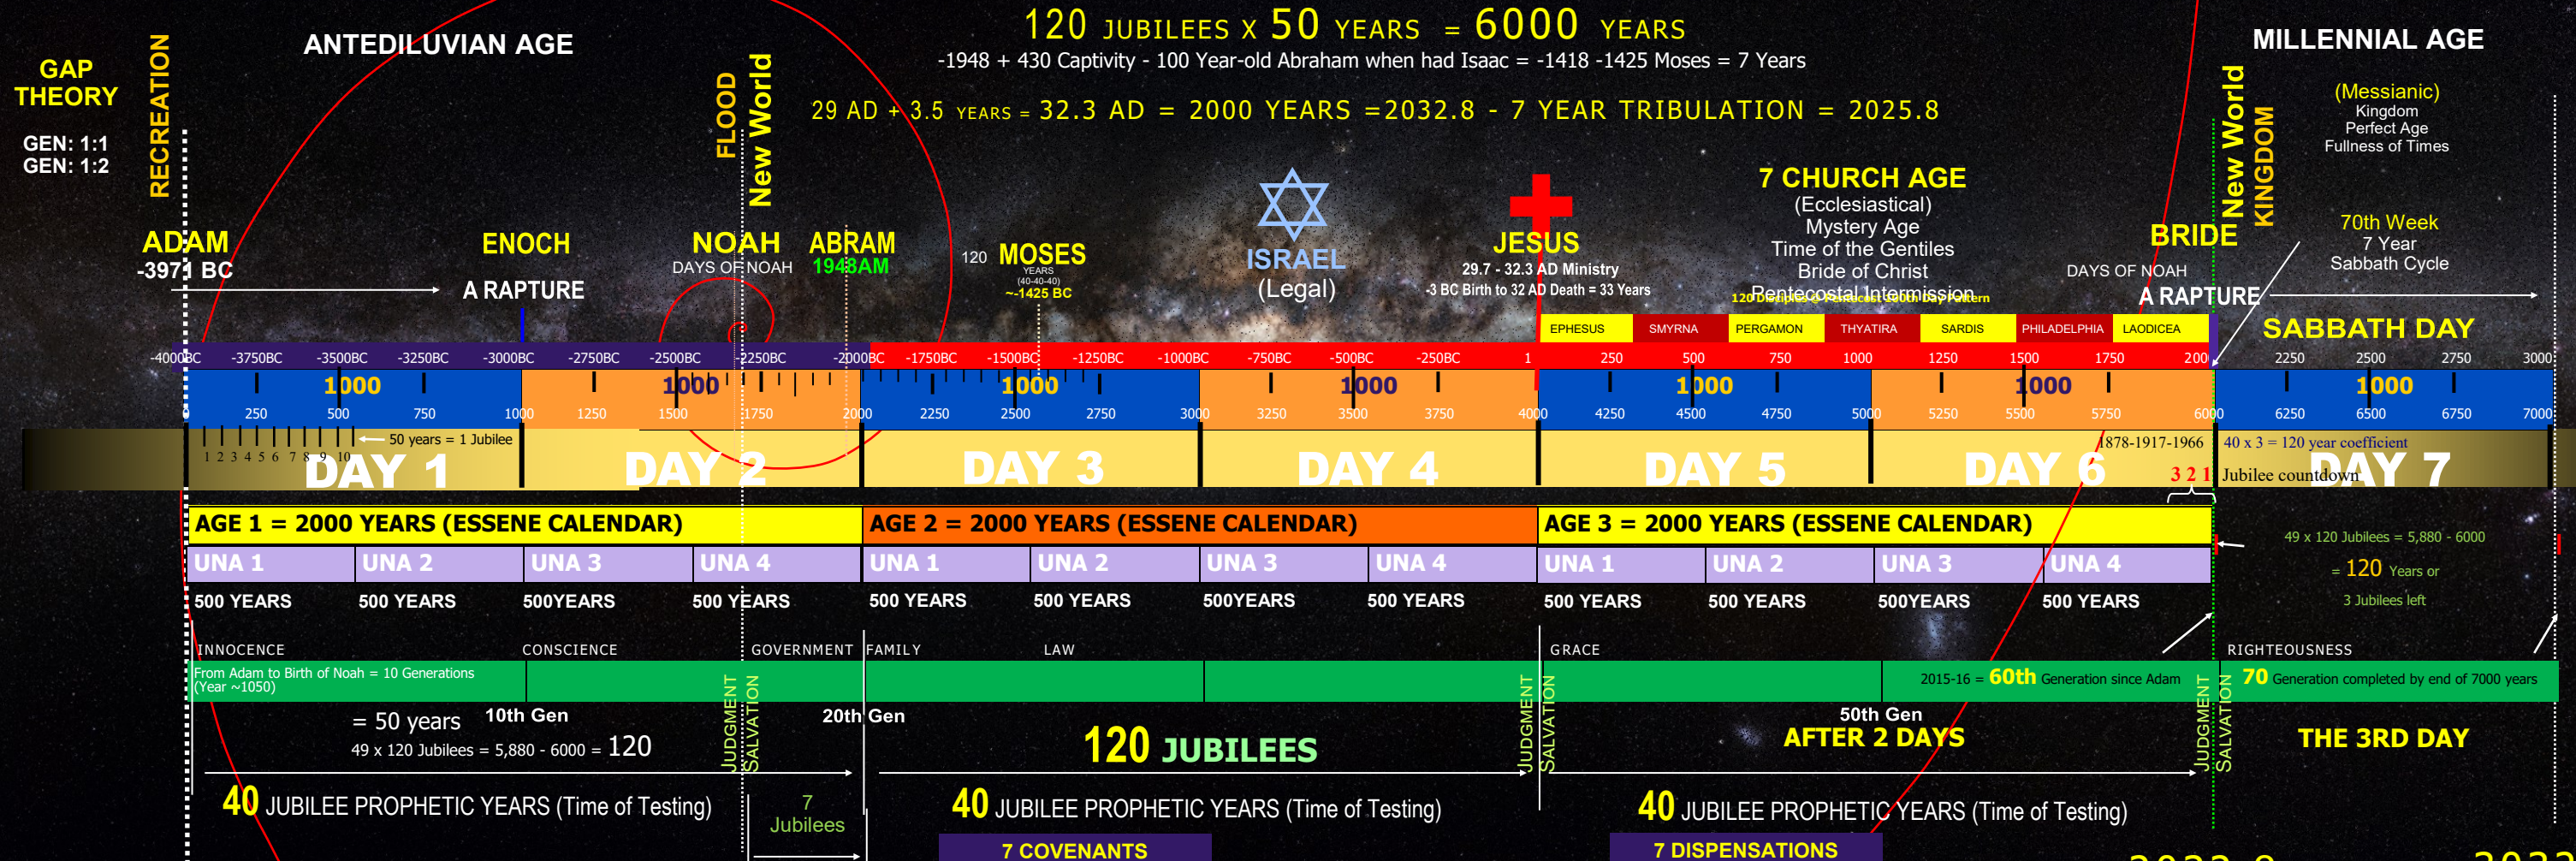 120 JUBILEES X 50 YEARS = 6000 YEARS
-1948 + 430 Captivity - 100 Year-old Abraham when had Isaac = -1418 -1425 Moses = 7 Years
29 AD + 3.5 YEARS = 32.3 AD = 2000 YEARS =2032.8 - 7 YEAR TRIBULATION = 2025.8
GAP
THEORY
GEN: 1:1
GEN: 1:2
RECREATION
ANTEDILUVIAN AGE
FLOOD
New World
MILLENNIAL AGE
New World
KINGDOM
(Messianic)
Kingdom
Perfect Age
Fullness of Times
70th Week
7 Year
Sabbath Cycle
ADAM
-3971 BC
ENOCH
A RAPTURE
NOAH
DAYS OF NOAH
ABRAM
1948AM
120
MOSES
YEARS
(40-40-40)
~-1425 BC
ISRAEL
(Legal)
JESUS
29.7 - 32.3 AD Ministry
-3 BC Birth to 32 AD Death = 33 Years
7 CHURCH AGE
(Ecclesiastical)
Mystery Age
Time of the Gentiles
Bride of Christ
Pentecostal Intermission
120 Disciples @ Pentecost Day Pattern
BRIDE
DAYS OF NOAH
A RAPTURE
SABBATH DAY
EPHESUS SMYRNA PERGAMON THYATIRA SARDIS PHILADELPHIA LAODICEA
-4000BC -3750BC -3500BC -3250BC -3000BC -2750BC -2500BC -2250BC -2000BC -1750BC -1500BC -1250BC -1000BC -750BC -500BC -250BC 1 250 500 750 1000 1250 1500 1750 200 2250 2500 2750 3000
1000 1000 1000 1000 1000 1000 1000
0 250 500 750 1000 1250 1500 1750 2000 2250 2500 2750 3000 3250 3500 3750 4000 4250 4500 4750 5000 5250 5500 5750 6000 6250 6500 6750 7000
50 years = 1 Jubilee
1 2 3 4 5 6 7 8 9 10
1878-1917-1966
40 x 3 = 120 year coefficient
DAY 1 DAY 2 DAY 3 DAY 4 DAY 5 DAY 6 DAY 7
3 2 1
Jubilee countdown
AGE 1 = 2000 YEARS (ESSENE CALENDAR) AGE 2 = 2000 YEARS (ESSENE CALENDAR) AGE 3 = 2000 YEARS (ESSENE CALENDAR)
UNA 1 UNA 2 UNA 3 UNA 4 UNA 1 UNA 2 UNA 3 UNA 4 UNA 1 UNA 2 UNA 3 UNA 4
500 YEARS 500 YEARS 500YEARS 500 YEARS 500 YEARS 500 YEARS 500YEARS 500 YEARS 500 YEARS 500 YEARS 500YEARS 500 YEARS
49 x 120 Jubilees = 5,880 - 6000
= 120 Years or
3 Jubilees left
INNOCENCE CONSCIENCE GOVERNMENT FAMILY LAW GRACE RIGHTEOUSNESS
From Adam to Birth of Noah = 10 Generations
(Year ~1050)
2015-16 = 60th Generation since Adam
70 Generation completed by end of 7000 years
JUDGMENT
SALVATION
JUDGMENT
SALVATION
JUDGMENT
SALVATION
= 50 years
10th Gen
20th Gen
50th Gen
49 x 120 Jubilees = 5,880 - 6000 = 120
120 JUBILEES
AFTER 2 DAYS
THE 3RD DAY
40 JUBILEE PROPHETIC YEARS (Time of Testing)
7
Jubilees
40 JUBILEE PROPHETIC YEARS (Time of Testing)
40 JUBILEE PROPHETIC YEARS (Time of Testing)
7 COVENANTS
7 DISPENSATIONS